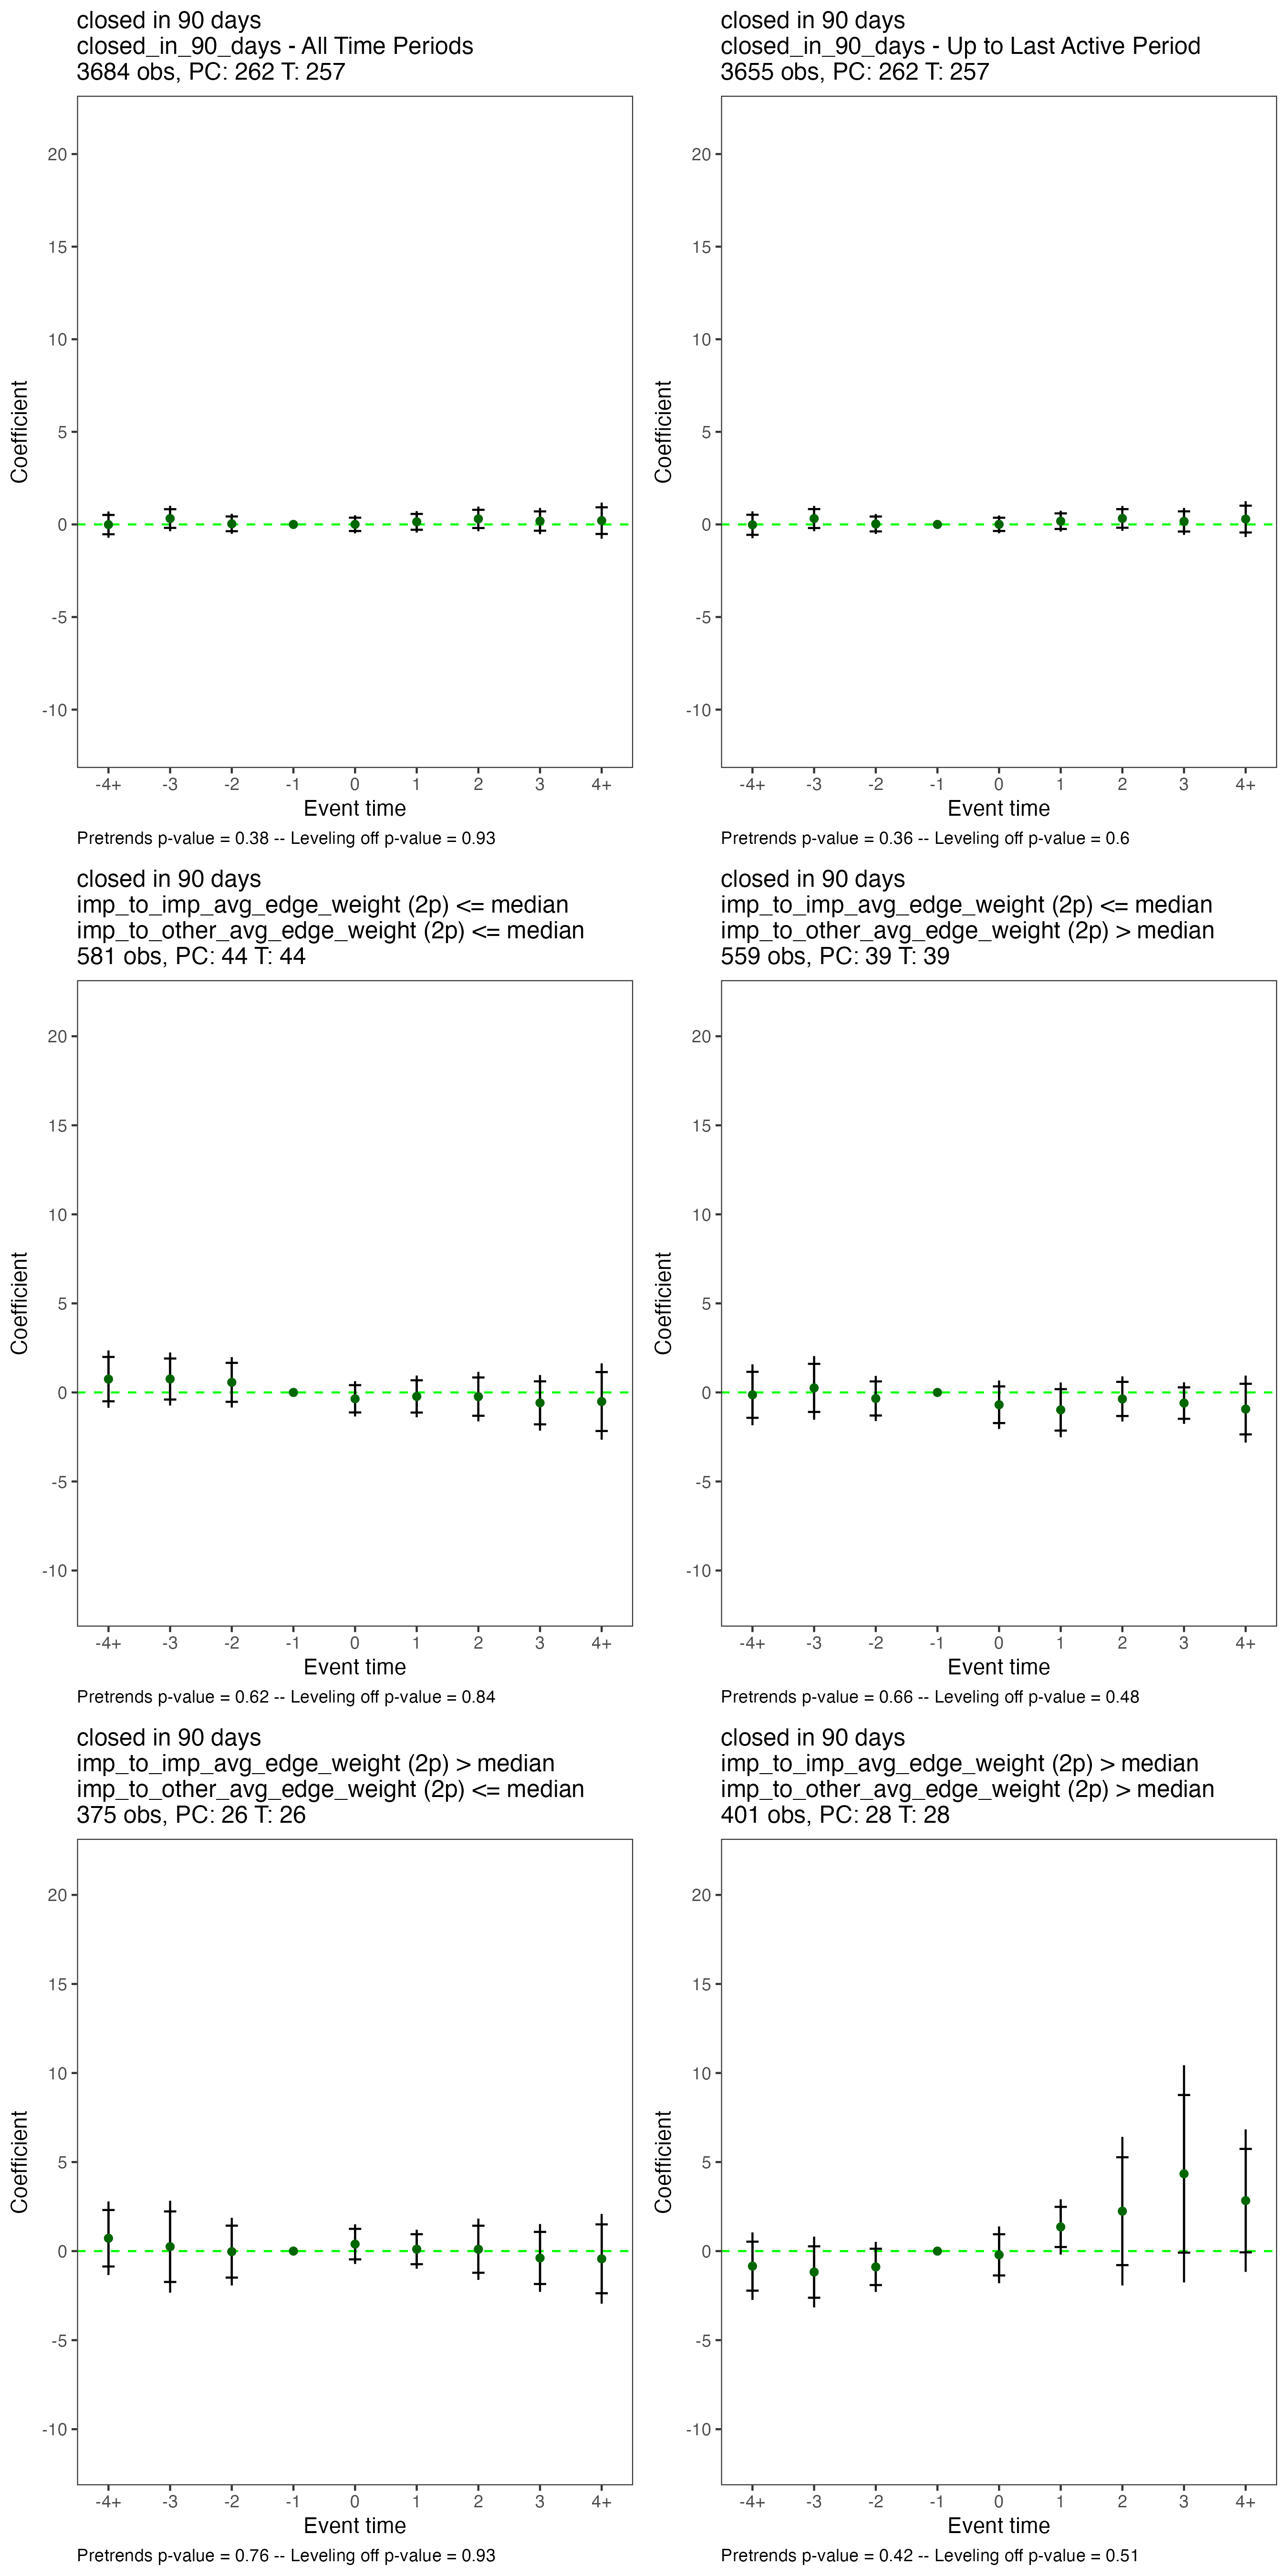 closed in 90 days
closed_in_90_days - All Time Periods
3684 obs, PC: 262 T: 257
20
15
10
5
0
-5
-10
Coefficient
-4+ -3 -2 -1 0 1 2 3 4+
Event time
Pretrends p-value = 0.38 -- Leveling off p-value = 0.93
closed in 90 days
closed_in_90_days - Up to Last Active Period
3655 obs, PC: 262 T: 257
20
15
10
5
0
-5
-10
Coefficient
-4+ -3 -2 -1 0 1 2 3 4+
Event time
Pretrends p-value = 0.36 -- Leveling off p-value = 0.6
closed in 90 days
imp_to_imp_avg_edge_weight (2p) <= median
imp_to_other_avg_edge_weight (2p) <= median
581 obs, PC: 44 T: 44
20
15
10
5
0
-5
-10
Coefficient
-4+ -3 -2 -1 0 1 2 3 4+
Event time
Pretrends p-value = 0.62 -- Leveling off p-value = 0.84
closed in 90 days
imp_to_imp_avg_edge_weight (2p) <= median
imp_to_other_avg_edge_weight (2p) > median
559 obs, PC: 39 T: 39
20
15
10
5
0
-5
-10
Coefficient
-4+ -3 -2 -1 0 1 2 3 4+
Event time
Pretrends p-value = 0.66 -- Leveling off p-value = 0.48
closed in 90 days
imp_to_imp_avg_edge_weight (2p) > median
imp_to_other_avg_edge_weight (2p) <= median
375 obs, PC: 26 T: 26
20
15
10
5
0
-5
-10
Coefficient
-4+ -3 -2 -1 0 1 2 3 4+
Event time
Pretrends p-value = 0.76 -- Leveling off p-value = 0.93
closed in 90 days
imp_to_imp_avg_edge_weight (2p) > median
imp_to_other_avg_edge_weight (2p) > median
401 obs, PC: 28 T: 28
20
15
10
5
0
-5
-10
Coefficient
-4+ -3 -2 -1 0 1 2 3 4+
Event time
Pretrends p-value = 0.42 -- Leveling off p-value = 0.51